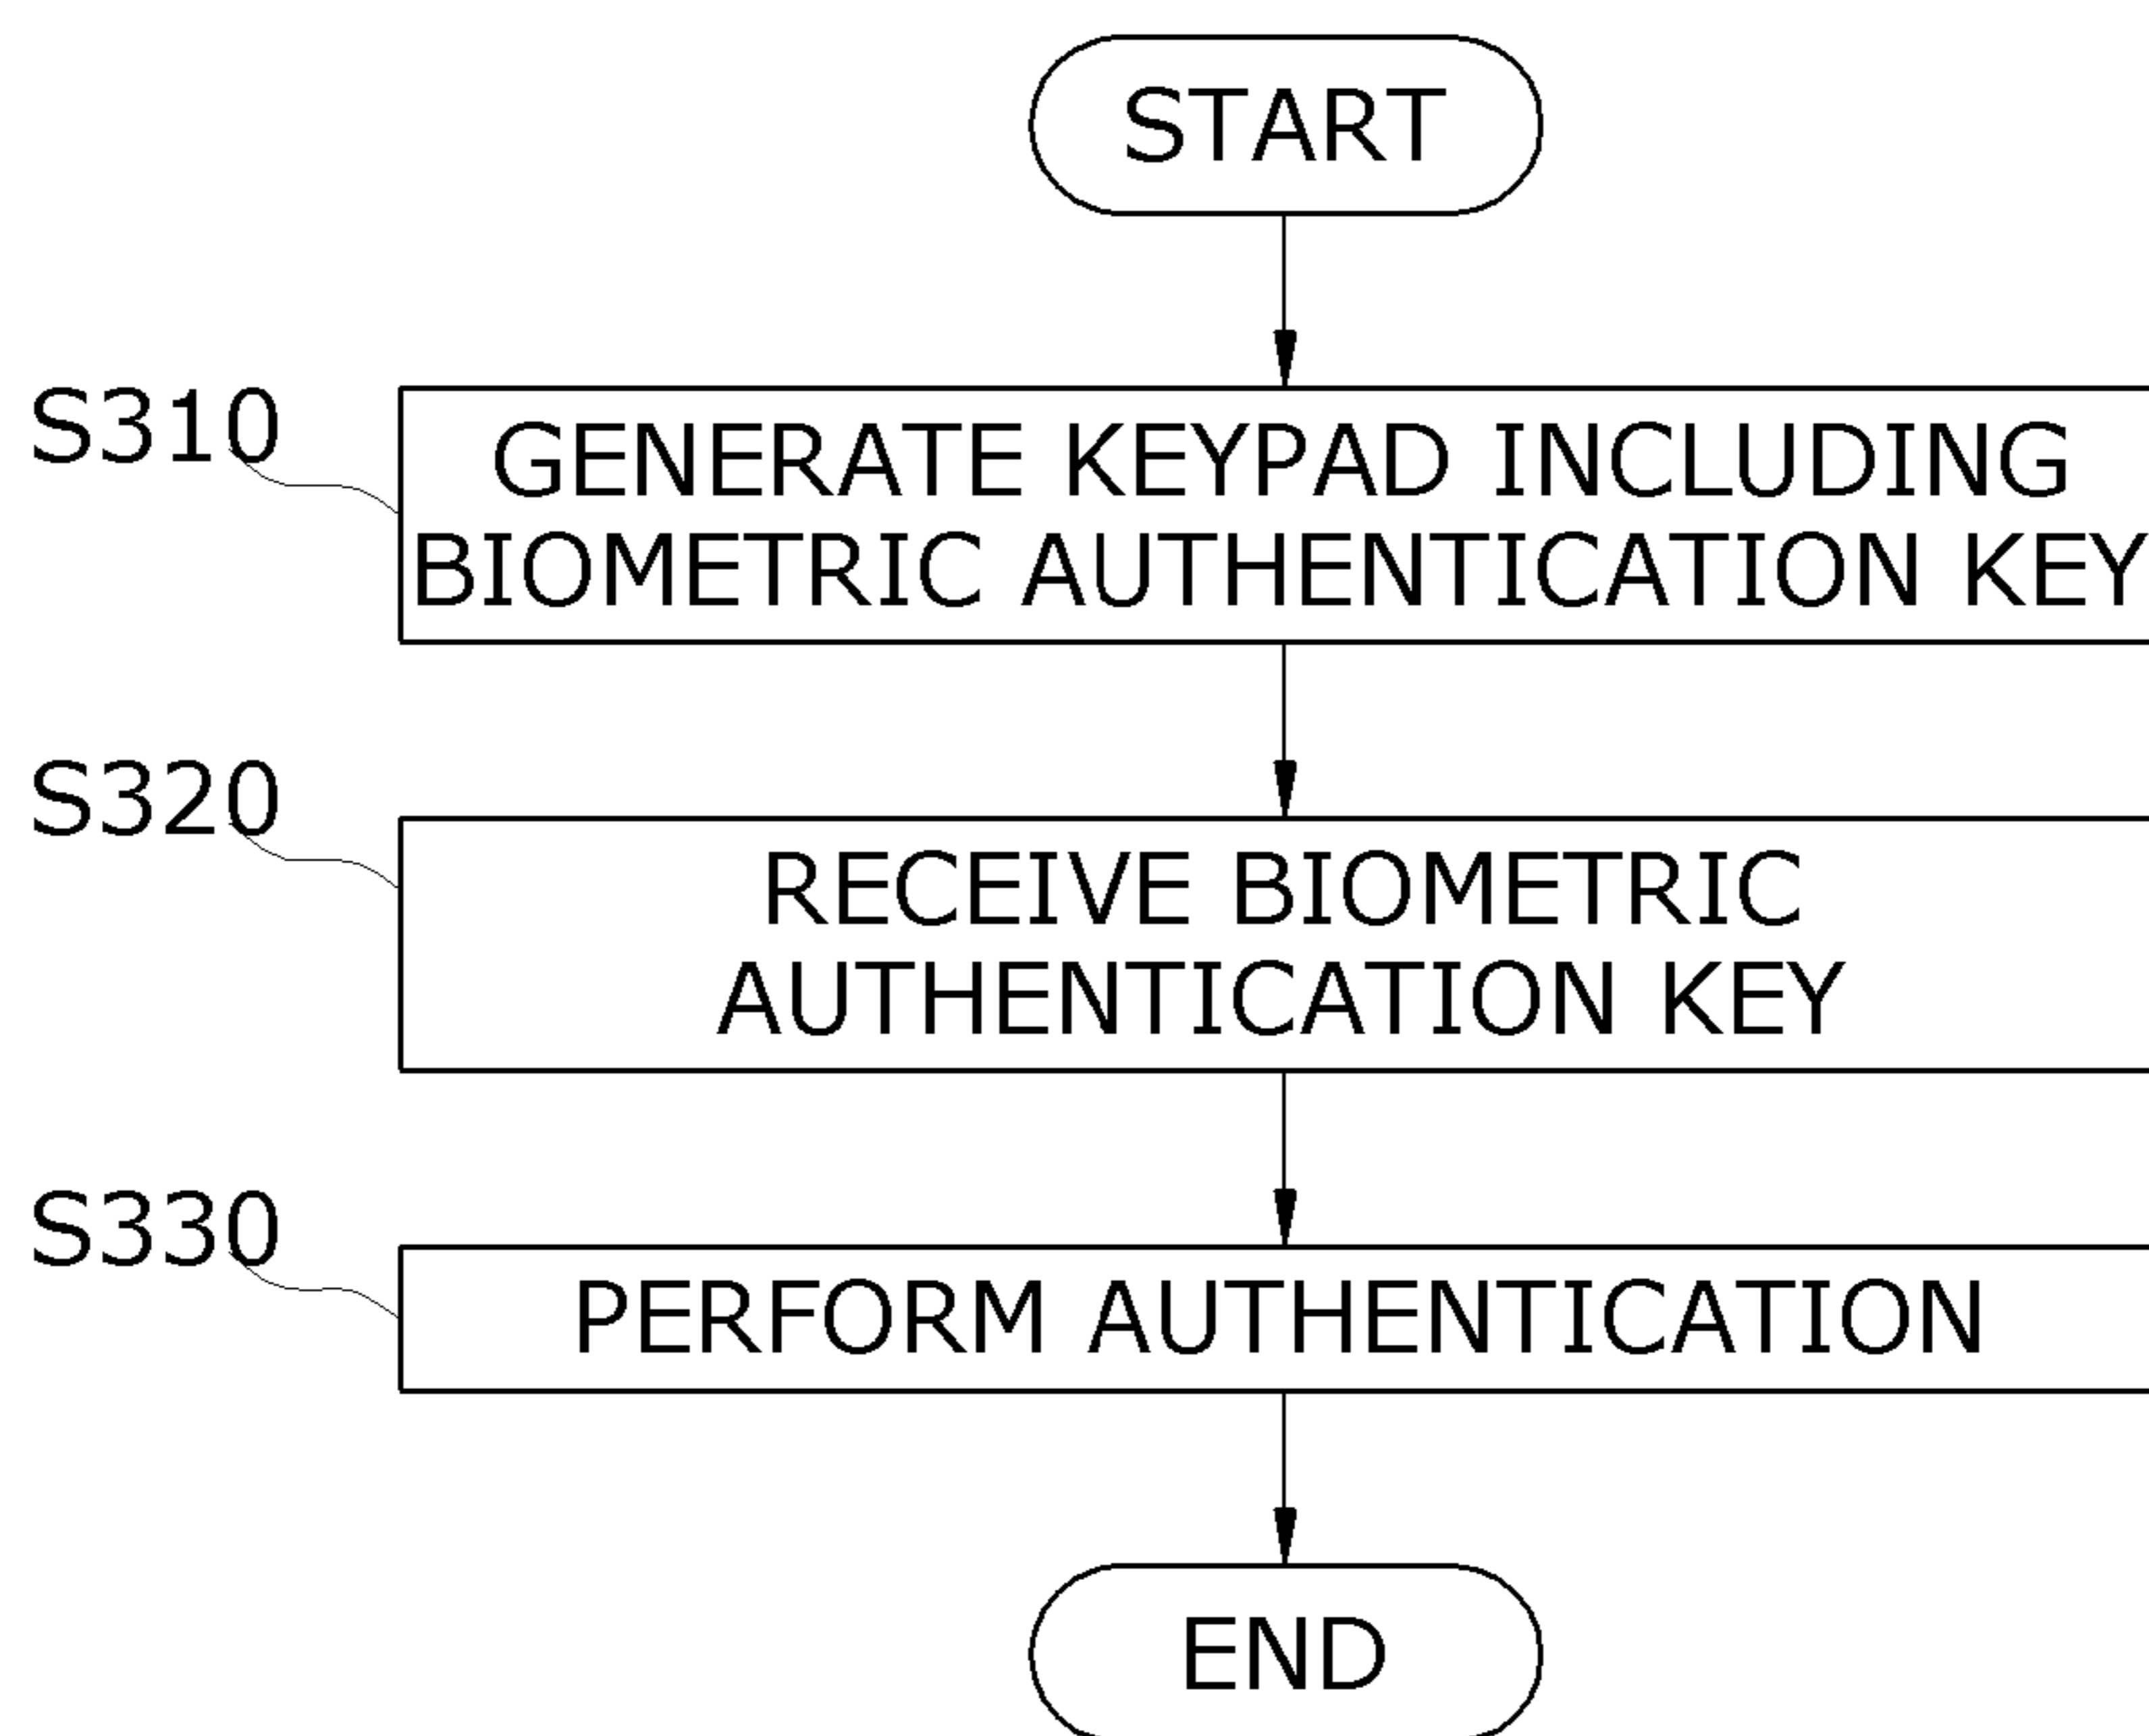 START
S310
GENERATE KEYPAD INCLUDING
BIOMETRIC AUTHENTICATION KEY
S320
RECEIVE BIOMETRIC
AUTHENTICATION KEY
S330
PERFORM AUTHENTICATION
END